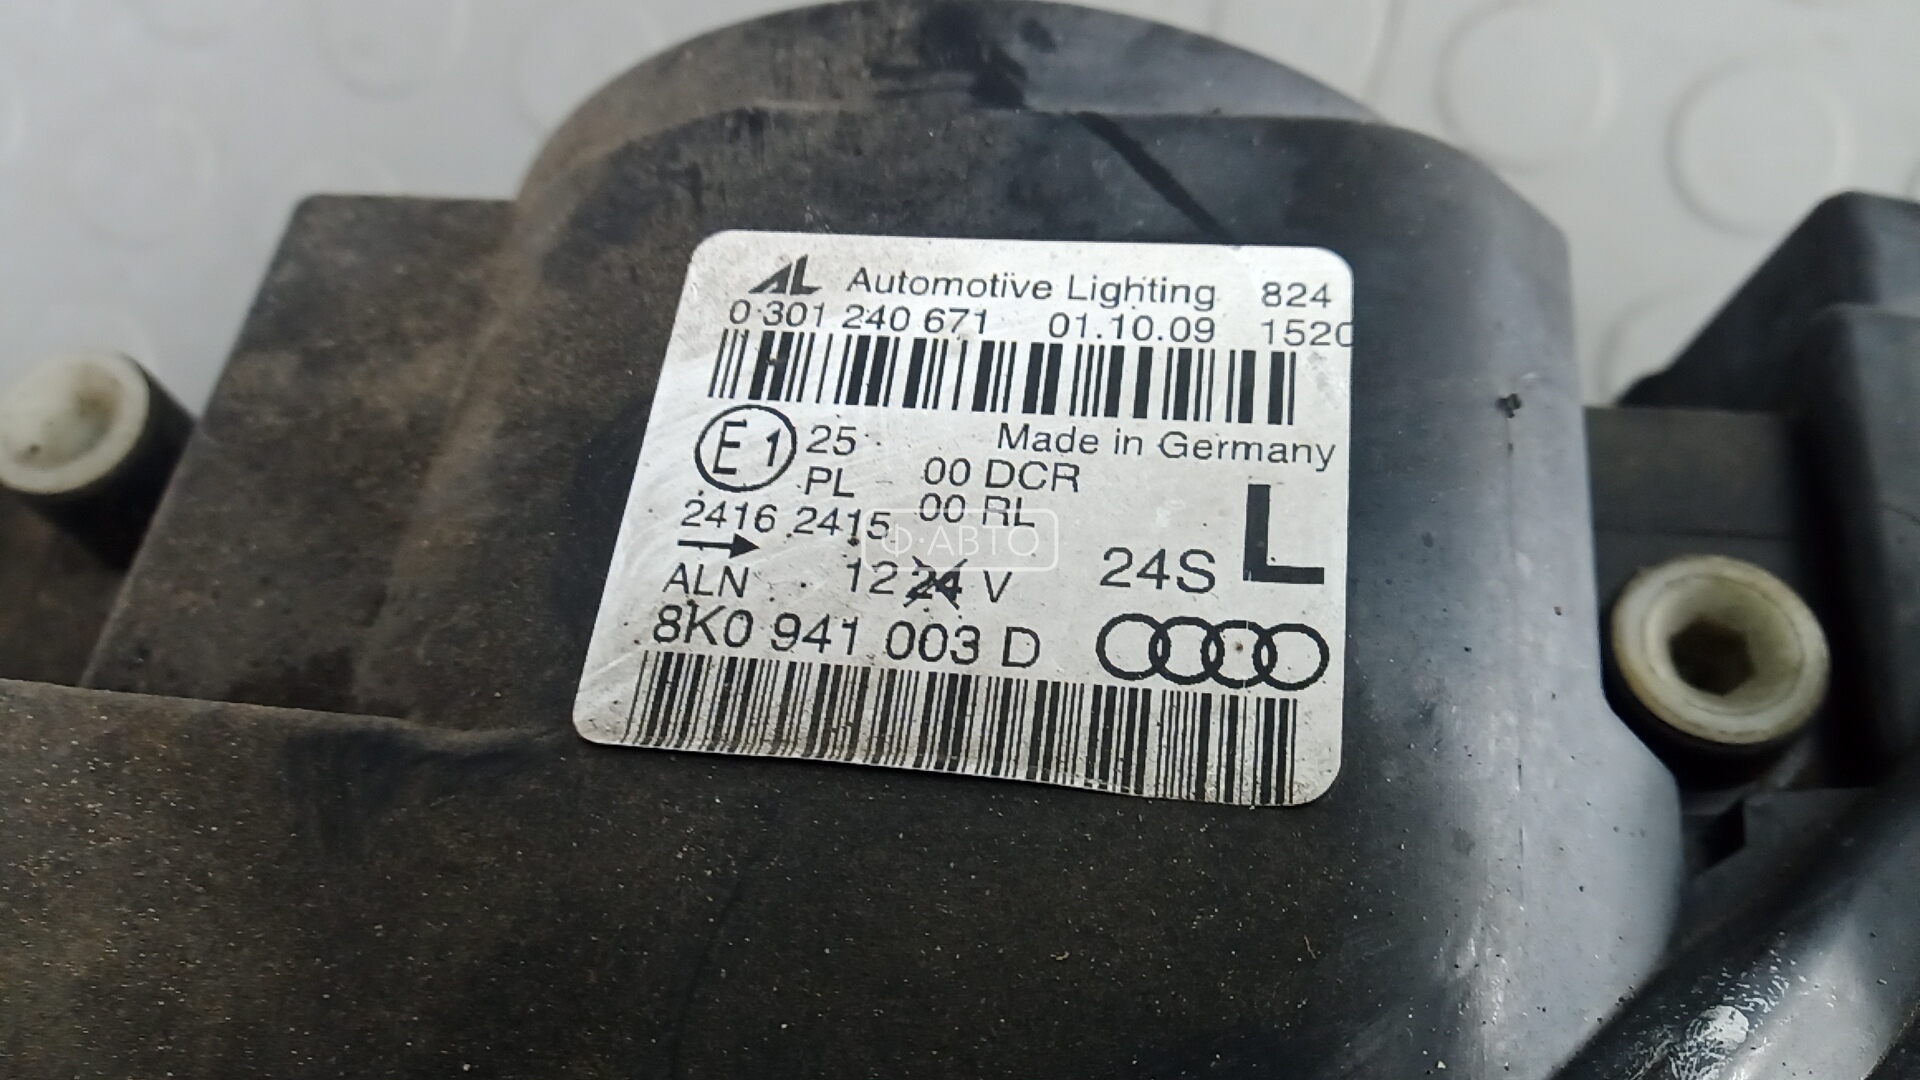 AL Automotive Lighting 824
0 301 240 671 01.10.09 1520
E1 25 Made in Germany
PL 00 DCR
2416 2415 00 RL
Ф·АВТО
24S L
ALN 12 24 V
8K0 941 003 D